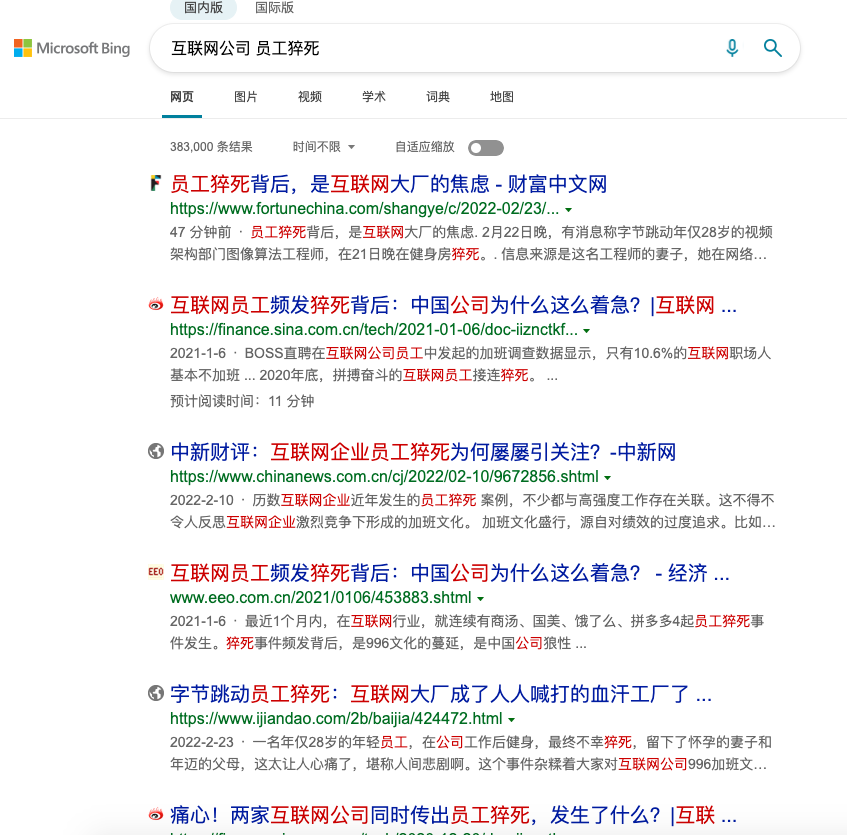 国内版 国际版
Microsoft Bing
互联网公司 员工猝死
网页 图片 视频 学术 词典 地图
383,000 条结果 时间不限 自适应缩放
员工猝死背后，是互联网大厂的焦虑 - 财富中文网
https://www.fortunechina.com/shangye/c/2022-02/23/...
47 分钟前 · 员工猝死背后，是互联网大厂的焦虑. 2月22日晚，有消息称字节跳动年仅28岁的视频
架构部门图像算法工程师，在21日晚在健身房猝死。. 信息来源是这名工程师的妻子，她在网络…
互联网员工频发猝死背后：中国公司为什么这么着急？|互联网 ...
https://finance.sina.com.cn/tech/2021-01-06/doc-iiznctkf...
2021-1-6 · BOSS直聘在互联网公司员工中发起的加班调查数据显示，只有10.6%的互联网职场人
基本不加班 ... 2020年底，拼搏奋斗的互联网员工接连猝死。 ...
预计阅读时间：11 分钟
中新财评：互联网企业员工猝死为何屡屡引关注？-中新网
https://www.chinanews.com.cn/cj/2022/02-10/9672856.shtml
2022-2-10 · 历数互联网企业近年发生的员工猝死 案例，不少都与高强度工作存在关联。这不得不
令人反思互联网企业激烈竞争下形成的加班文化。 加班文化盛行，源自对绩效的过度追求。比如…
EEO
互联网员工频发猝死背后：中国公司为什么这么着急？ - 经济 ...
www.eeo.com.cn/2021/0106/453883.shtml
2021-1-6 · 最近1个月内，在互联网行业，就连续有商汤、国美、饿了么、拼多多4起员工猝死事
件发生。猝死事件频发背后，是996文化的蔓延，是中国公司狼性 ...
字节跳动员工猝死：互联网大厂成了人人喊打的血汗工厂了 ...
https://www.ijiandao.com/2b/baijia/424472.html
2022-2-23 · 一名年仅28岁的年轻员工，在公司工作后健身，最终不幸猝死，留下了怀孕的妻子和
年迈的父母，这太让人心痛了，堪称人间悲剧啊。这个事件杂糅着大家对互联网公司996加班文…
痛心！两家互联网公司同时传出员工猝死，发生了什么？|互联 ...